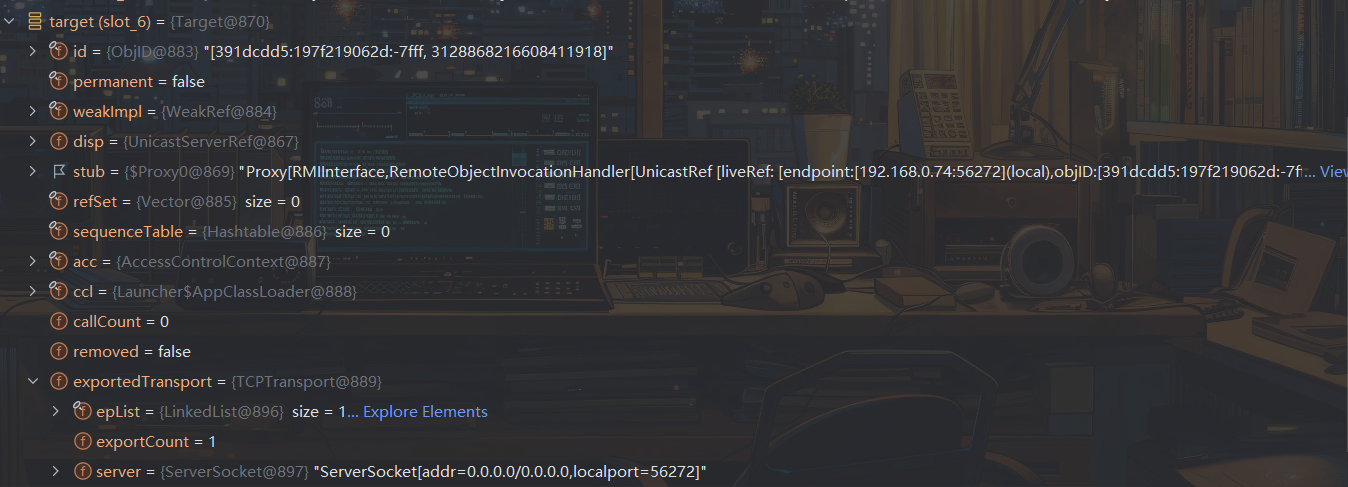 target (slot_6) = {Target@870}
id = {ObjID@883} "[391dcdd5:197f219062d:-7fff, 3128868216608411918]"
permanent = false
weakImpl = {WeakRef@884}
disp = {UnicastServerRef@867}
stub = {$Proxy0@869} "Proxy[RMIInterface,RemoteObjectInvocationHandler[UnicastRef [liveRef: [endpoint:[192.168.0.74:56272](local),objID:[391dcdd5:197f219062d:-7f... View
refSet = {Vector@885} size = 0
sequenceTable = {Hashtable@886} size = 0
acc = {AccessControlContext@887}
ccl = {Launcher$AppClassLoader@888}
callCount = 0
removed = false
exportedTransport = {TCPTransport@889}
epList = {LinkedList@896} size = 1... Explore Elements
exportCount = 1
server = {ServerSocket@897} "ServerSocket[addr=0.0.0.0/0.0.0.0,localport=56272]"